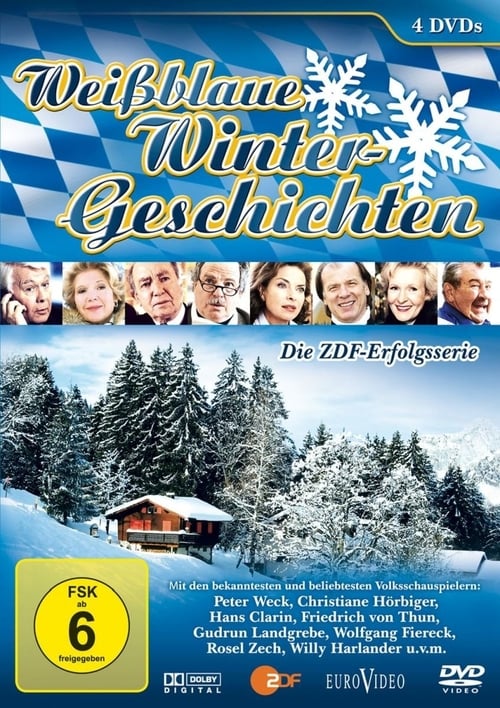 4 DVDs
Weißblaue
Winter-
Geschichten
Die ZDF-Erfolgsserie
Mit den bekanntesten und beliebtesten Volksschauspielern:
Peter Weck, Christiane Hörbiger,
Hans Clarin, Friedrich von Thun,
Gudrun Landgrebe, Wolfgang Fiereck,
Rosel Zech, Willy Harlander u.v.m.
FSK
ab
6
freigegeben
DOLBY
DIGITAL
ZDF
EUROVIDEO
DVD
VIDEO